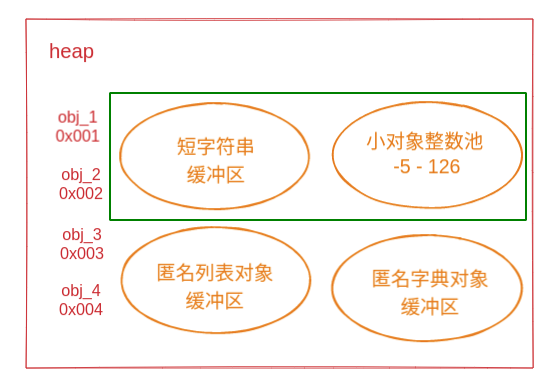 heap
obj_1
0x001
短字符串
缓冲区
小对象整数池
-5 - 126
obj_2
0x002
obj_3
0x003
匿名列表对象
缓冲区
匿名字典对象
缓冲区
obj_4
0x004